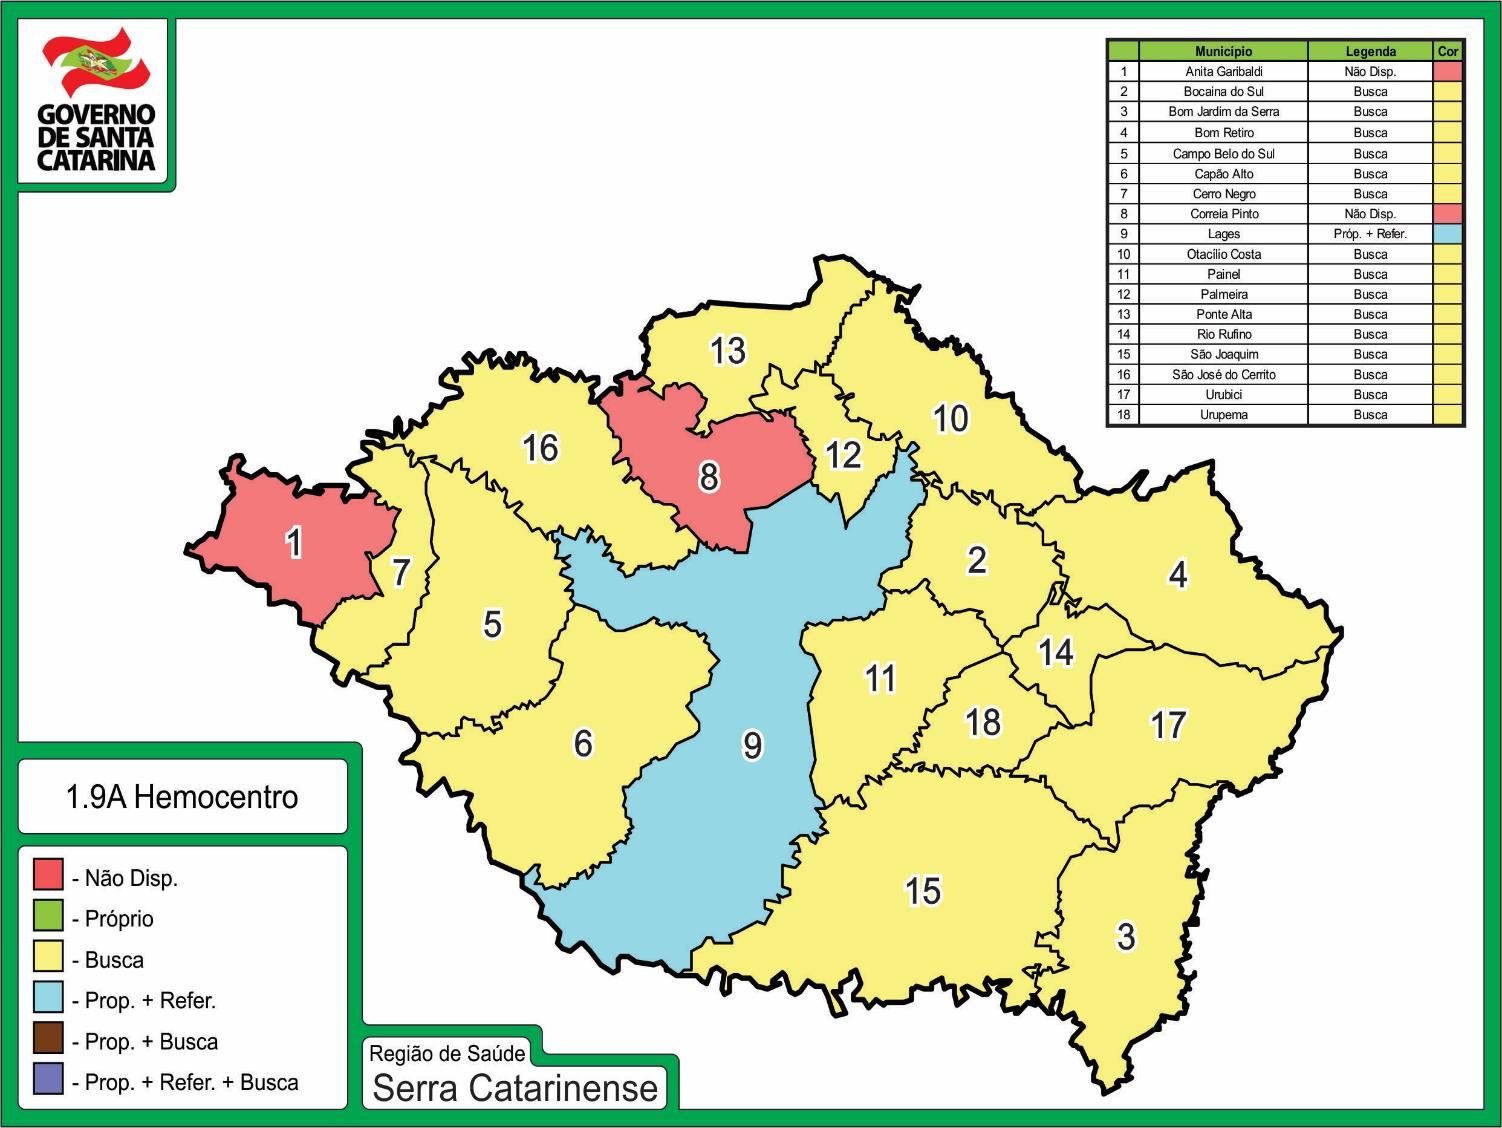 GOVERNO
DE SANTA
CATARINA
Município Legenda Cor
1 Anita Garibaldi Não Disp.
2 Bocaina do Sul Busca
3 Bom Jardim da Serra Busca
4 Bom Retiro Busca
5 Campo Belo do Sul Busca
6 Capão Alto Busca
7 Cerro Negro Busca
8 Correia Pinto Não Disp.
9 Lages Próp. + Refer.
10 Otacílio Costa Busca
11 Painel Busca
12 Palmeira Busca
13 Ponte Alta Busca
14 Rio Rufino Busca
15 São Joaquim Busca
16 São José do Cerrito Busca
17 Urubici Busca
18 Urupema Busca
13
10
16
12
8
1
2
7
4
5
14
11
18
17
6
9
15
3
1.9A Hemocentro
- Não Disp.
- Próprio
- Busca
- Prop. + Refer.
- Prop. + Busca
- Prop. + Refer. + Busca
Região de Saúde
Serra Catarinense